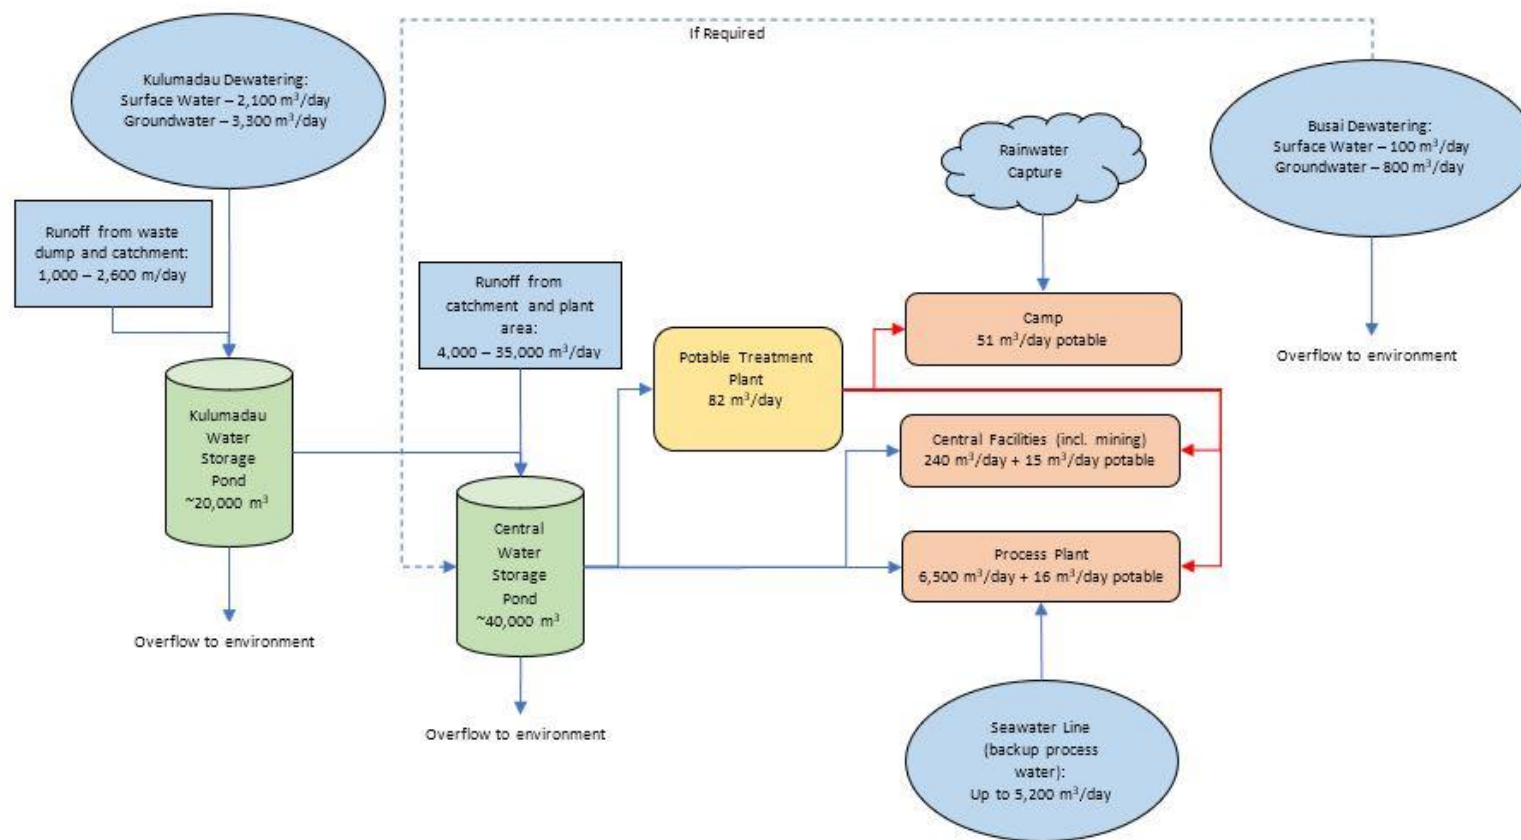 If Required
Kulumadau Dewatering:
Surface Water – 2,100 m³/day
Groundwater – 3,300 m³/day
Busai Dewatering:
Surface Water – 100 m³/day
Groundwater – 800 m³/day
Rainwater
Capture
Runoff from waste
dump and catchment:
1,000 – 2,600 m/day
Runoff from
catchment and plant
area:
4,000 – 35,000 m³/day
Camp
51 m³/day potable
Potable Treatment
Plant
82 m³/day
Overflow to environment
Kulumadau
Water
Storage
Pond
~20,000 m³
Central Facilities (incl. mining)
240 m³/day + 15 m³/day potable
Central
Water
Storage
Pond
~40,000 m³
Process Plant
6,500 m³/day + 16 m³/day potable
Overflow to environment
Overflow to environment
Seawater Line
(backup process
water):
Up to 5,200 m³/day